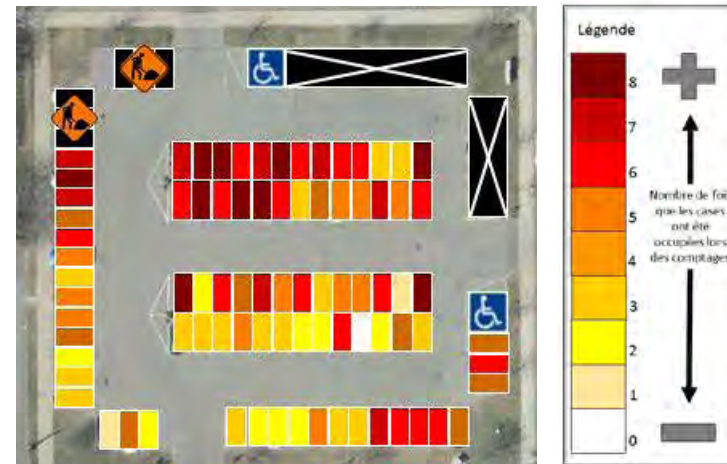 Légende
8
7
6
5
4
3
2
1
0
Nombre de foi
que les cases
ont été
occupées lors
des comptages